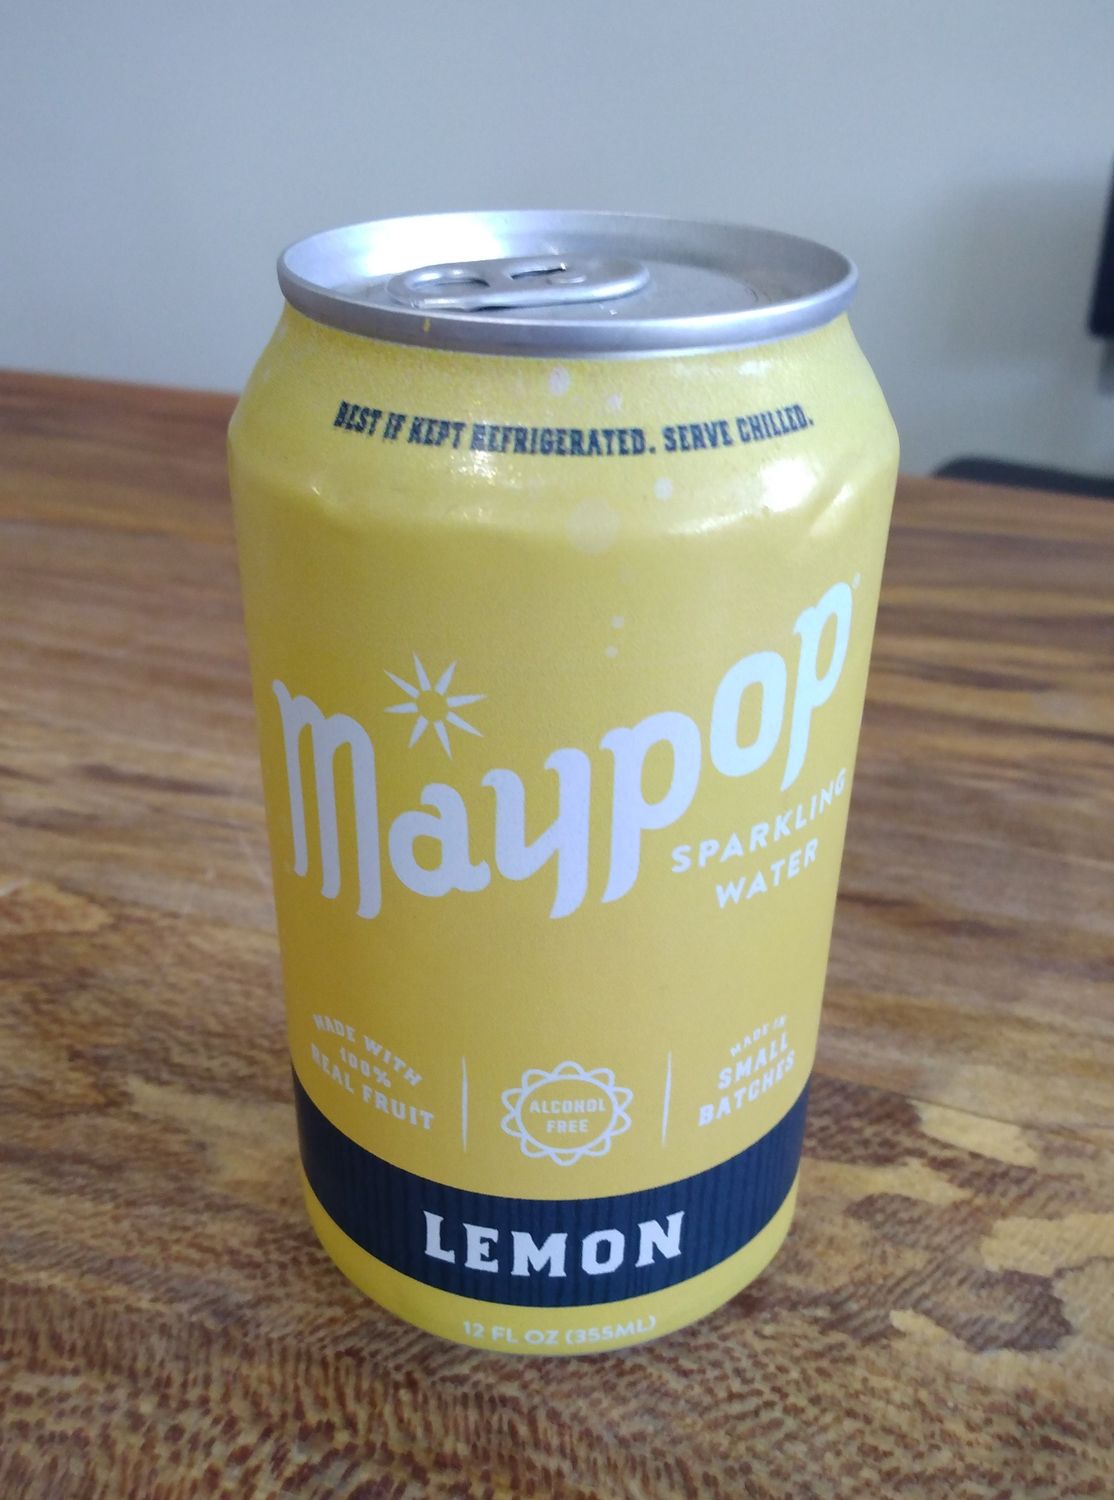 BEST IF KEPT REFRIGERATED. SERVE CHILLED.
Maypop®
SPARKLING
WATER
MADE WITH
100%
REAL FRUIT
ALCOHOL
FREE
MADE IN
SMALL
BATCHES
LEMON
12 FL OZ (355ML)